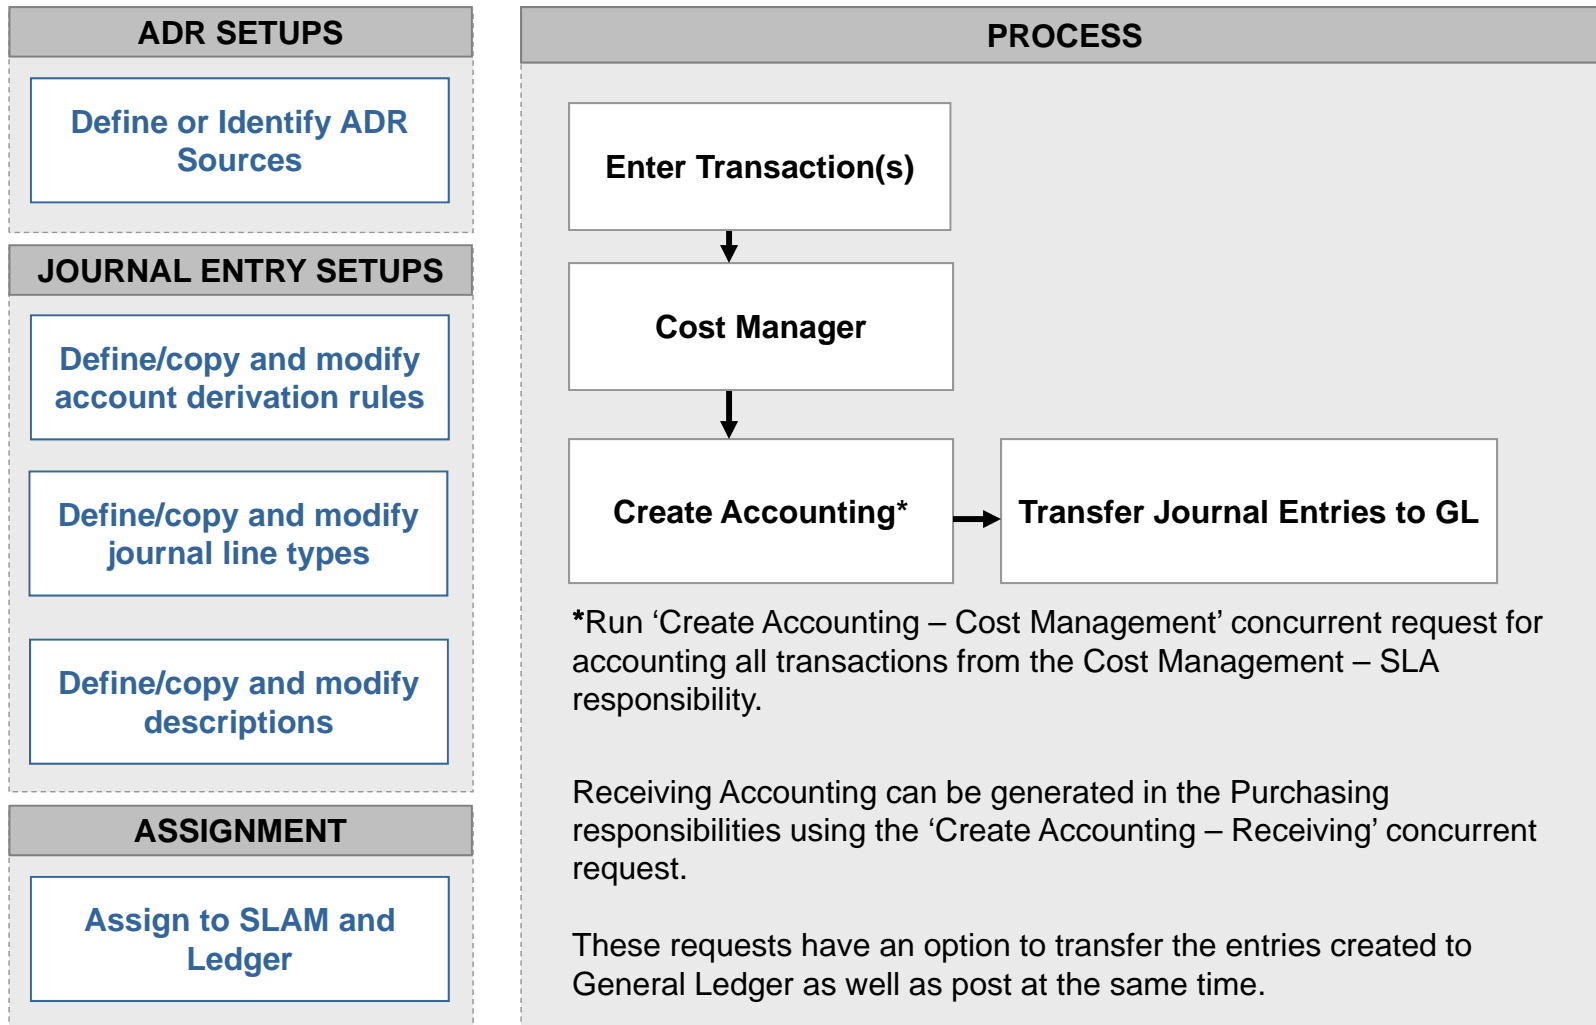 ADR SETUPS
Define or Identify ADR
Sources
JOURNAL ENTRY SETUPS
Define/copy and modify
account derivation rules
Define/copy and modify
journal line types
Define/copy and modify
descriptions
ASSIGNMENT
Assign to SLAM and
Ledger
PROCESS
Enter Transaction(s)
Cost Manager
Create Accounting*
Transfer Journal Entries to GL
*Run ‘Create Accounting – Cost Management’ concurrent request for
accounting all transactions from the Cost Management – SLA
responsibility.
Receiving Accounting can be generated in the Purchasing
responsibilities using the ‘Create Accounting – Receiving’ concurrent
request.
These requests have an option to transfer the entries created to
General Ledger as well as post at the same time.